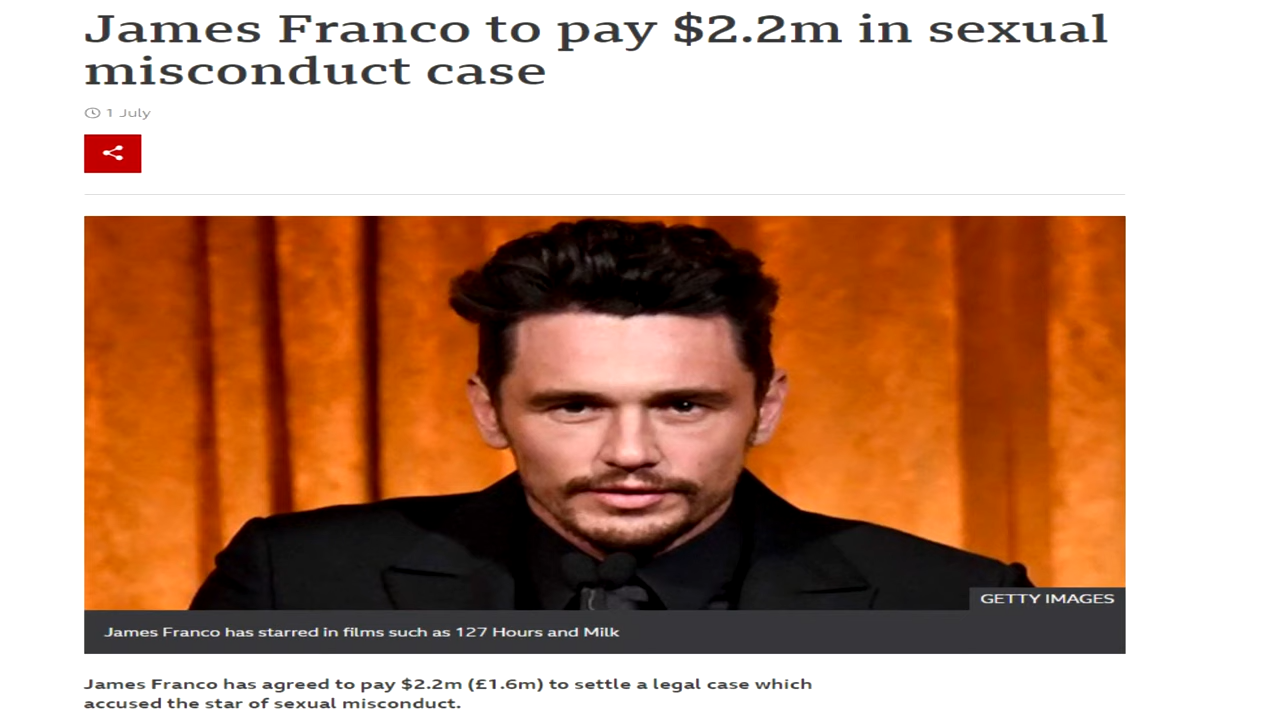 James Franco to pay $2.2m in sexual
misconduct case
1 July
GETTY IMAGES
James Franco has starred in films such as 127 Hours and Milk
James Franco has agreed to pay $2.2m (£1.6m) to settle a legal case which
accused the star of sexual misconduct.